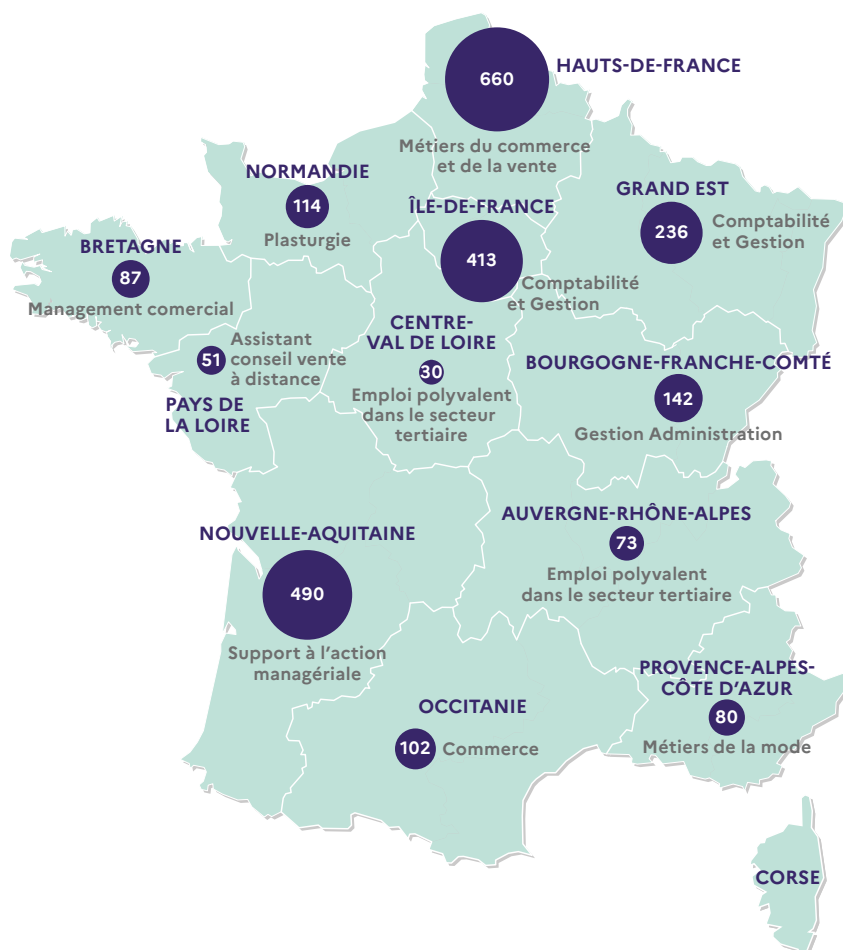 HAUTS-DE-FRANCE
660
Métiers du commerce
et de la vente
NORMANDIE
114
Plasturgie
ÎLE-DE-FRANCE
413
Comptabilité
et Gestion
GRAND EST
236
Comptabilité
et Gestion
BRETAGNE
87
Management comercial
51
Assistant
conseil vente
à distance
PAYS DE
LA LOIRE
CENTRE-
VAL DE LOIRE
30
Emploi polyvalent
dans le secteur
tertiaire
BOURGOGNE-FRANCHE-COMTÉ
142
Gestion Administration
NOUVELLE-AQUITAINE
490
Support à l’action
managériale
AUVERGNE-RHÔNE-ALPES
73
Emploi polyvalent
dans le secteur tertiaire
OCCITANIE
102 Commerce
PROVENCE-ALPES-
CÔTE D’AZUR
80
Métiers de la mode
CORSE